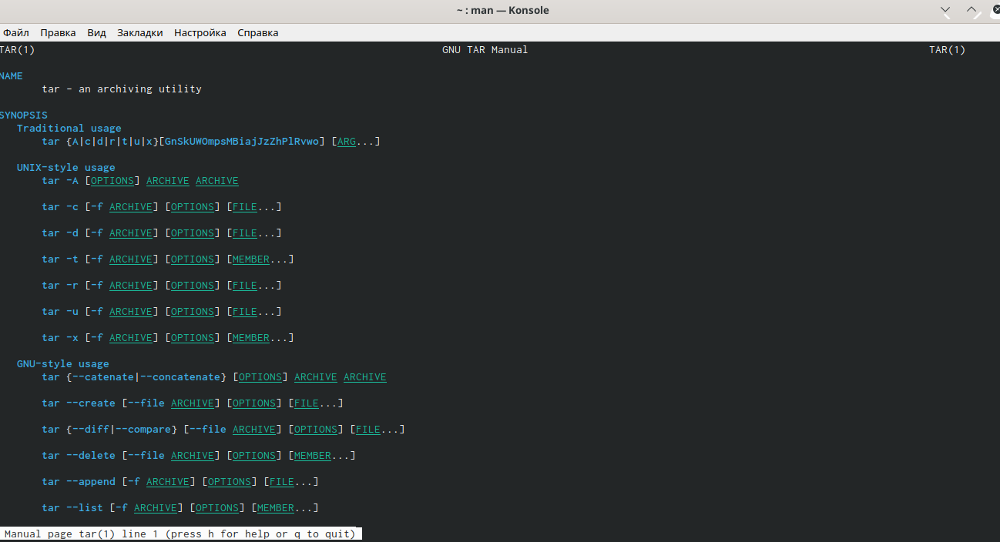 ~ : man — Konsole
Файл Правка Вид Закладки Настройка Справка
TAR(1) GNU TAR Manual TAR(1)
NAME
tar - an archiving utility
SYNOPSIS
Traditional usage
tar {A|c|d|r|t|u|x}[GnSkUWOmpsMBiajJzZhPlRvwo] [ARG...]
UNIX-style usage
tar -A [OPTIONS] ARCHIVE ARCHIVE
tar -c [-f ARCHIVE] [OPTIONS] [FILE...]
tar -d [-f ARCHIVE] [OPTIONS] [FILE...]
tar -t [-f ARCHIVE] [OPTIONS] [MEMBER...]
tar -r [-f ARCHIVE] [OPTIONS] [FILE...]
tar -u [-f ARCHIVE] [OPTIONS] [FILE...]
tar -x [-f ARCHIVE] [OPTIONS] [MEMBER...]
GNU-style usage
tar {--catenate|--concatenate} [OPTIONS] ARCHIVE ARCHIVE
tar --create [--file ARCHIVE] [OPTIONS] [FILE...]
tar {--diff|--compare} [--file ARCHIVE] [OPTIONS] [FILE...]
tar --delete [--file ARCHIVE] [OPTIONS] [MEMBER...]
tar --append [-f ARCHIVE] [OPTIONS] [FILE...]
tar --list [-f ARCHIVE] [OPTIONS] [MEMBER...]
Manual page tar(1) line 1 (press h for help or q to quit)